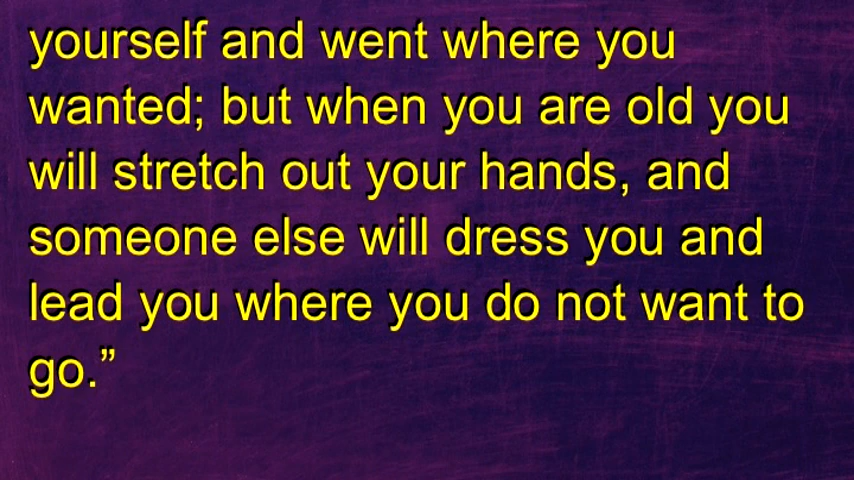 yourself and went where you
wanted; but when you are old you
will stretch out your hands, and
someone else will dress you and
lead you where you do not want to
go.”